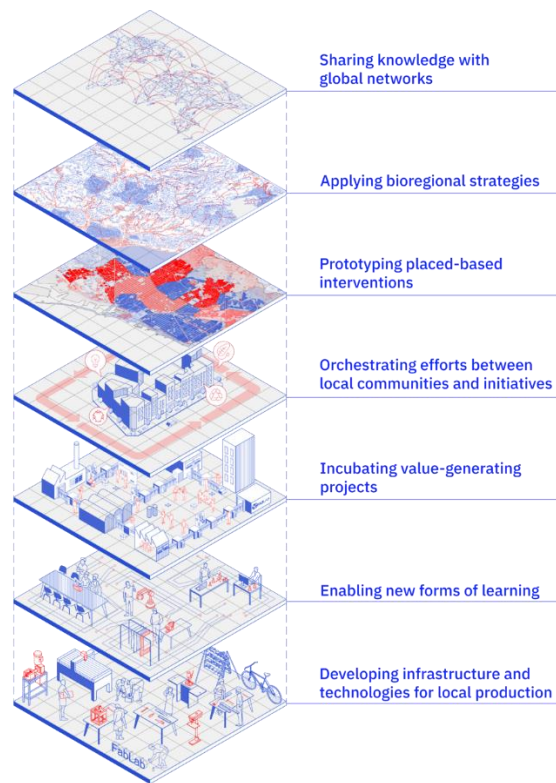 Sharing knowledge with
global networks
Applying bioregional strategies
Prototyping placed-based
interventions
Orchestrating efforts between
local communities and initiatives
Incubating value-generating
projects
Enabling new forms of learning
Developing infrastructure and
technologies for local production
FabLab